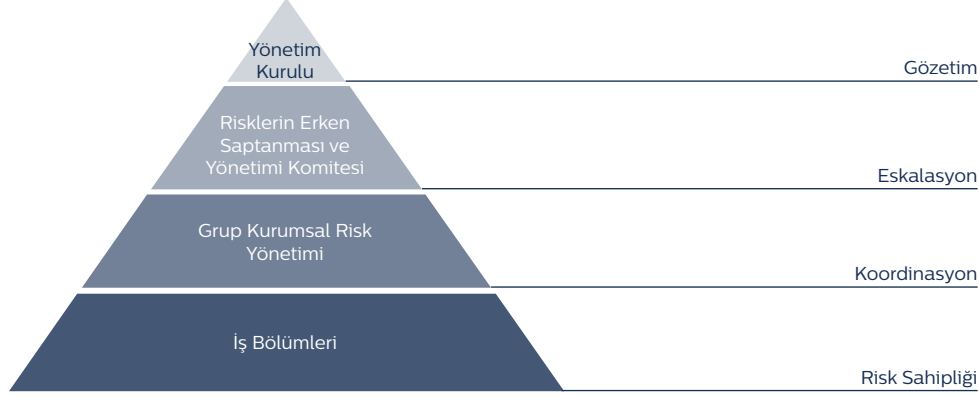 Yönetim
Kurulu
Gözetim
Risklerin Erken
Saptanması ve
Yönetimi Komitesi
Eskalasyon
Grup Kurumsal Risk
Yönetimi
Koordinasyon
İş Bölümleri
Risk Sahipliği